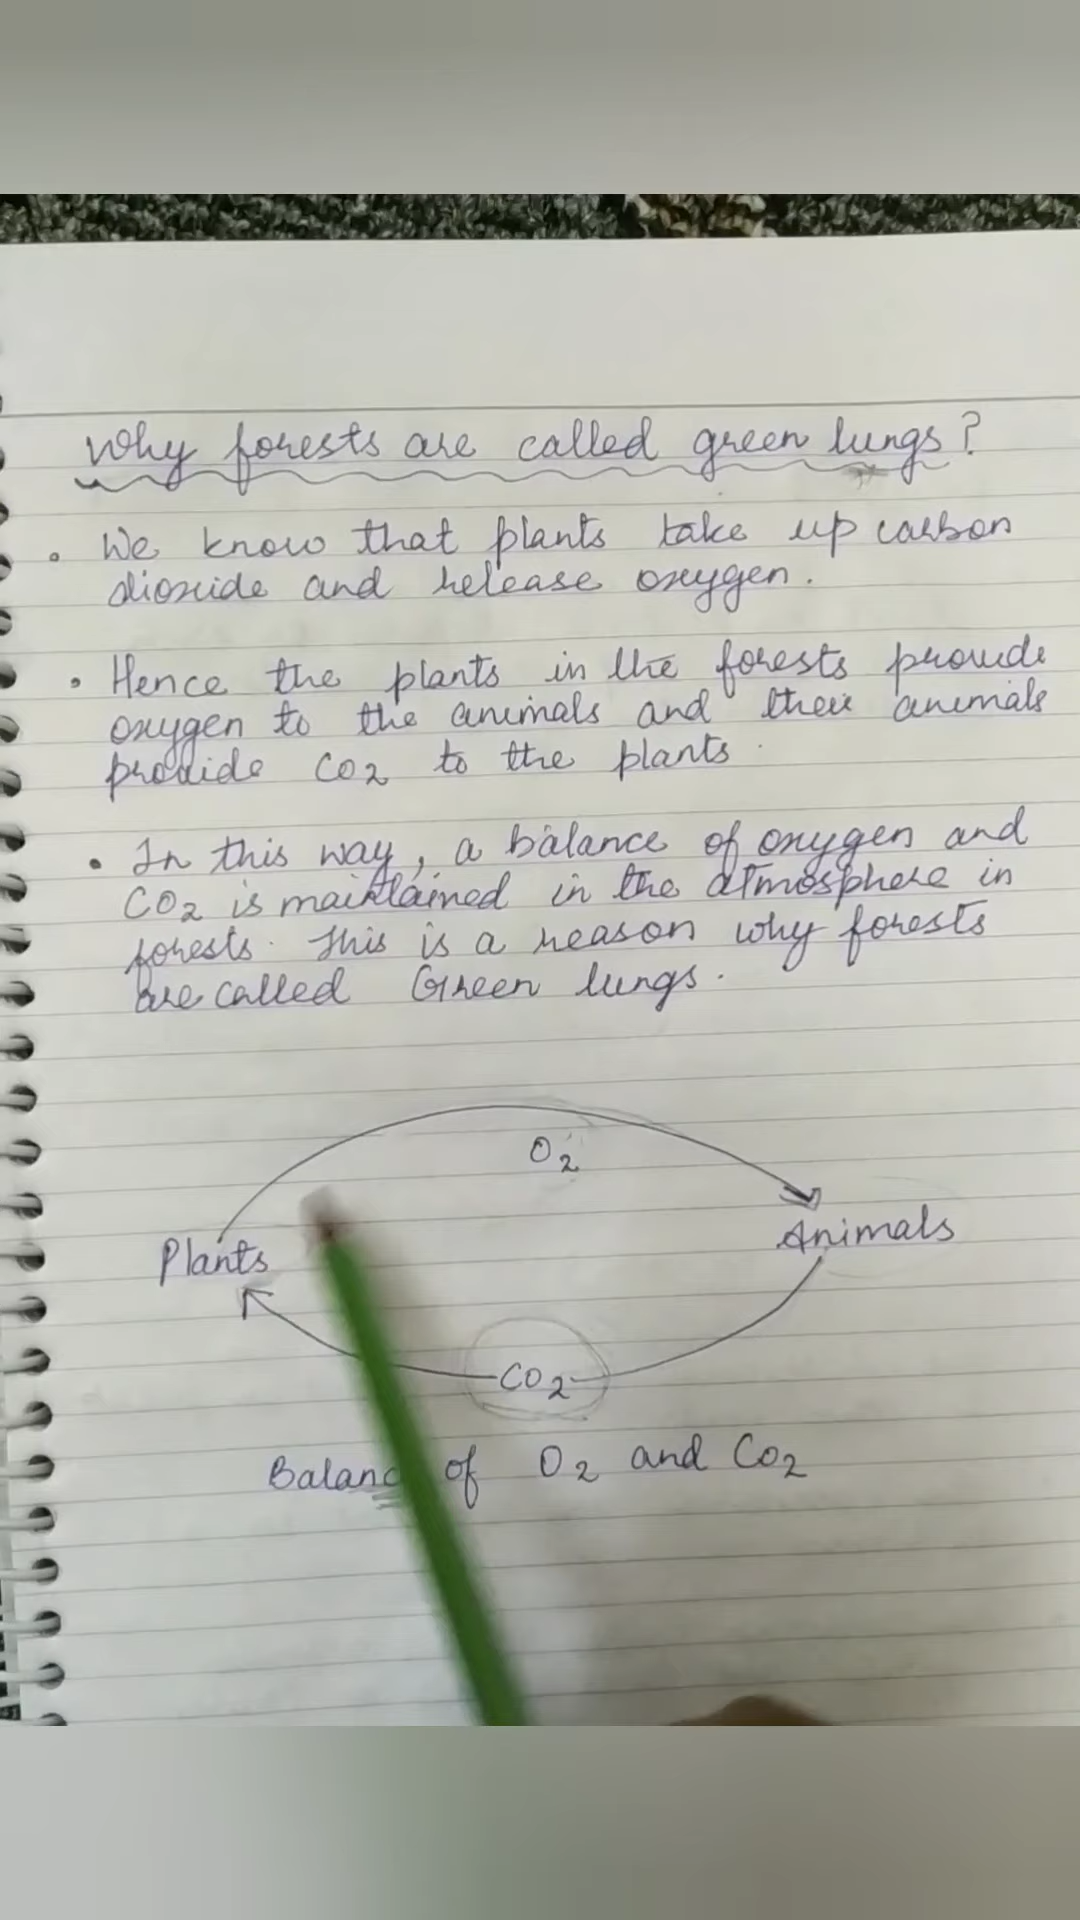 Why forests are called green lungs?
• We know that plants take up carbon
dioxide and release oxygen.
• Hence the plants in the forests provide
oxygen to the animals and their animals
provide CO2 to the plants.
• In this way, a balance of oxygen and
CO2 is maintained in the atmosphere in
forests. This is a reason why forests
are called Green lungs.
O2
Plants
Animals
CO2
Balanc of O2 and CO2